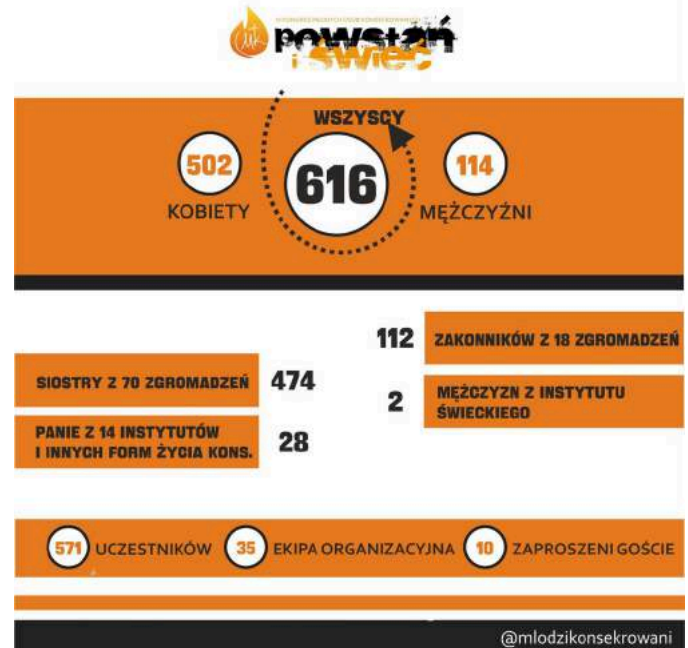 powstań
i świeć
WSZYSCY
502
616
114
KOBIETY
MĘŻCZYŹNI
112
ZAKONNIKÓW Z 18 ZGROMADZEŃ
SIOSTRY Z 70 ZGROMADZEŃ
474
2
MĘŻCZYZN Z INSTYTUTU
ŚWIECKIEGO
PANIE Z 14 INSTYTUTÓW
I INNYCH FORM ŻYCIA KONS.
28
571 UCZESTNIKÓW 35 EKIPA ORGANIZACYJNA 10 ZAPROSZENI GOŚCIE
@mlodzikonsekrowani